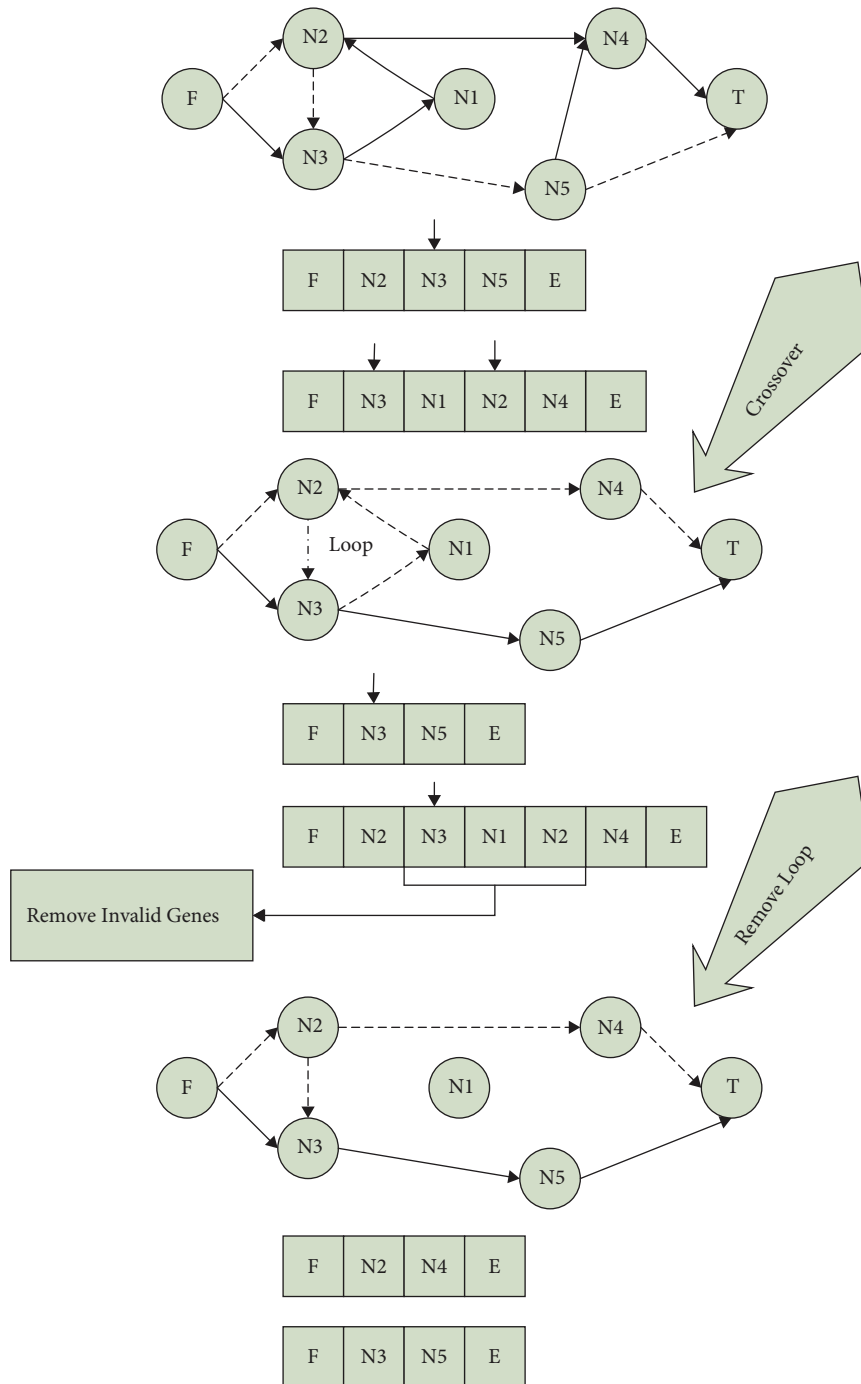 N2
N4
F
N1
T
N3
N5
F N2 N3 N5 E
F N3 N1 N2 N4 E
Crossover
N2
N4
F
Loop
N1
T
N3
N5
F N3 N5 E
F N2 N3 N1 N2 N4 E
Remove Invalid Genes
Remove Loop
N2
N4
F
N1
T
N3
N5
F N2 N4 E
F N3 N5 E